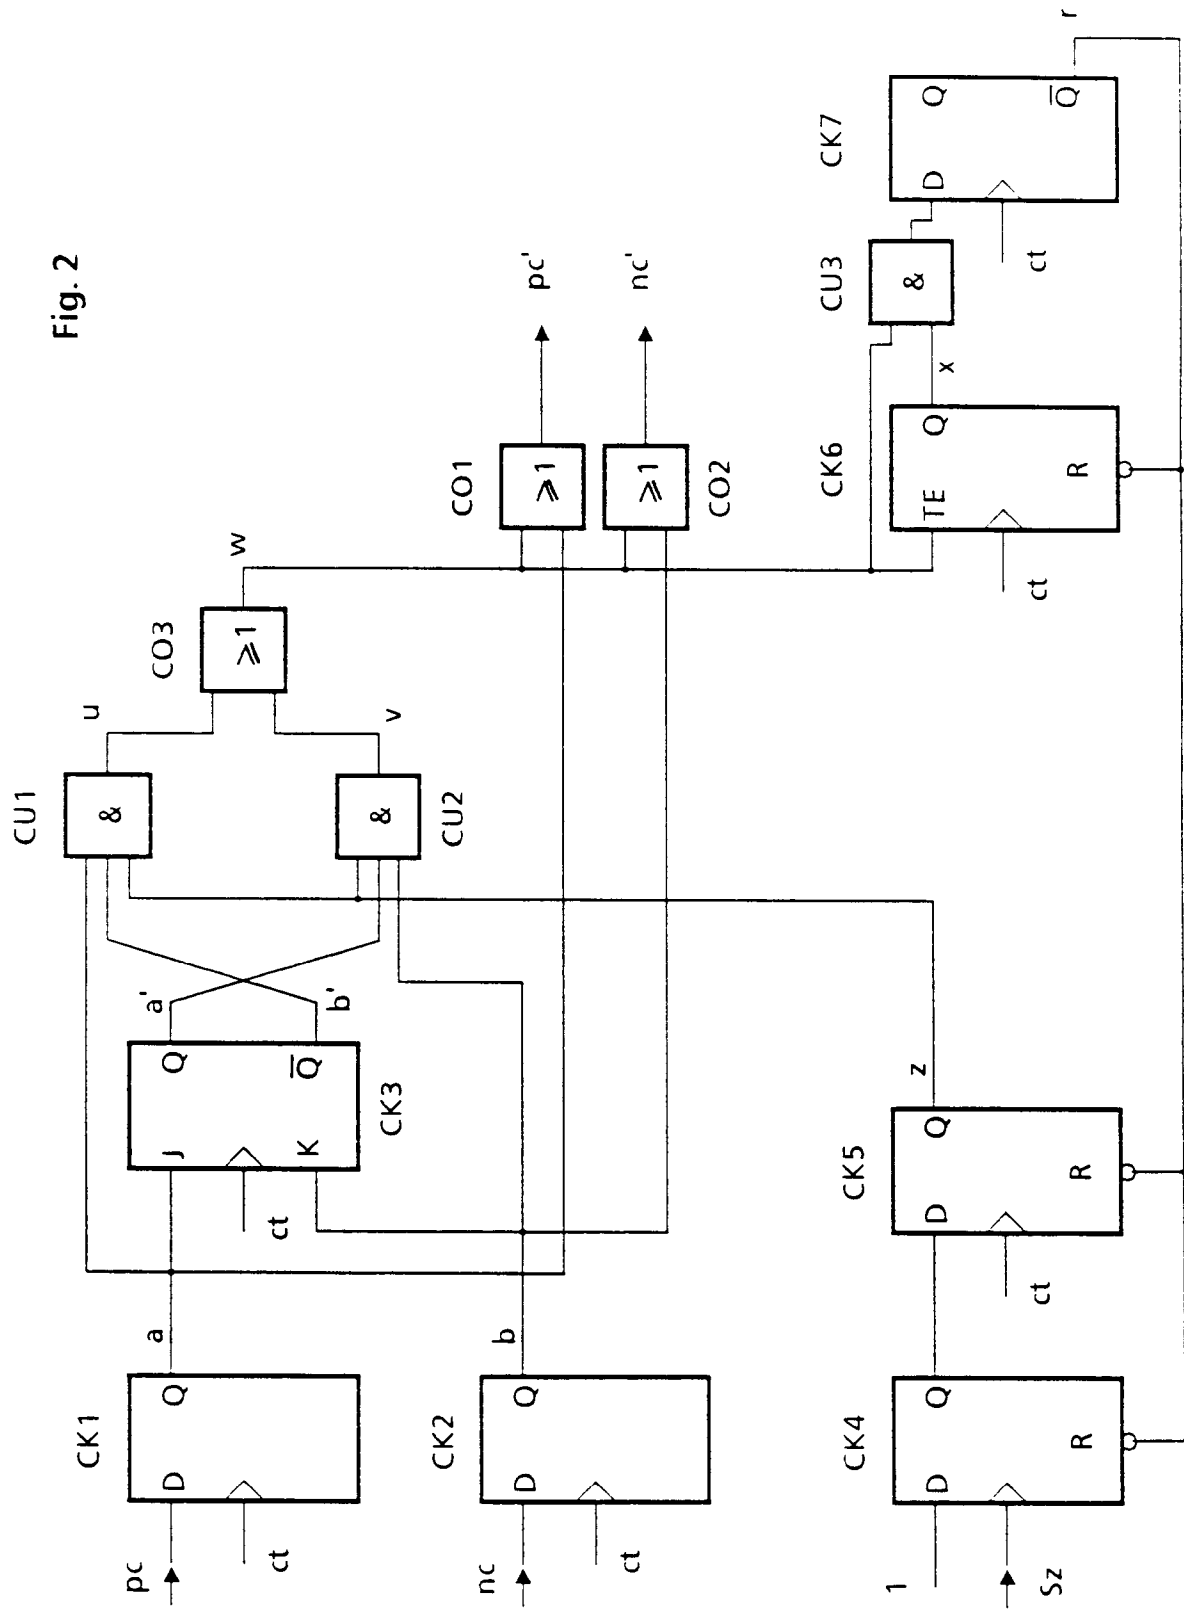 Fig. 2
CU1
&
u
CU2
&
v
CO3
≥1
w
CK1
D
Q
pc
ct
a
CK3
J
Q
K
Q̅
ct
a'
b'
CK2
D
Q
nc
ct
b
CO1
≥1
pc'
CO2
≥1
nc'
CK4
D
Q
R
1
Sz
CK5
D
Q
R
ct
z
CK6
TE
Q
R
ct
x
CU3
&
CK7
D
Q
Q̅
ct
r